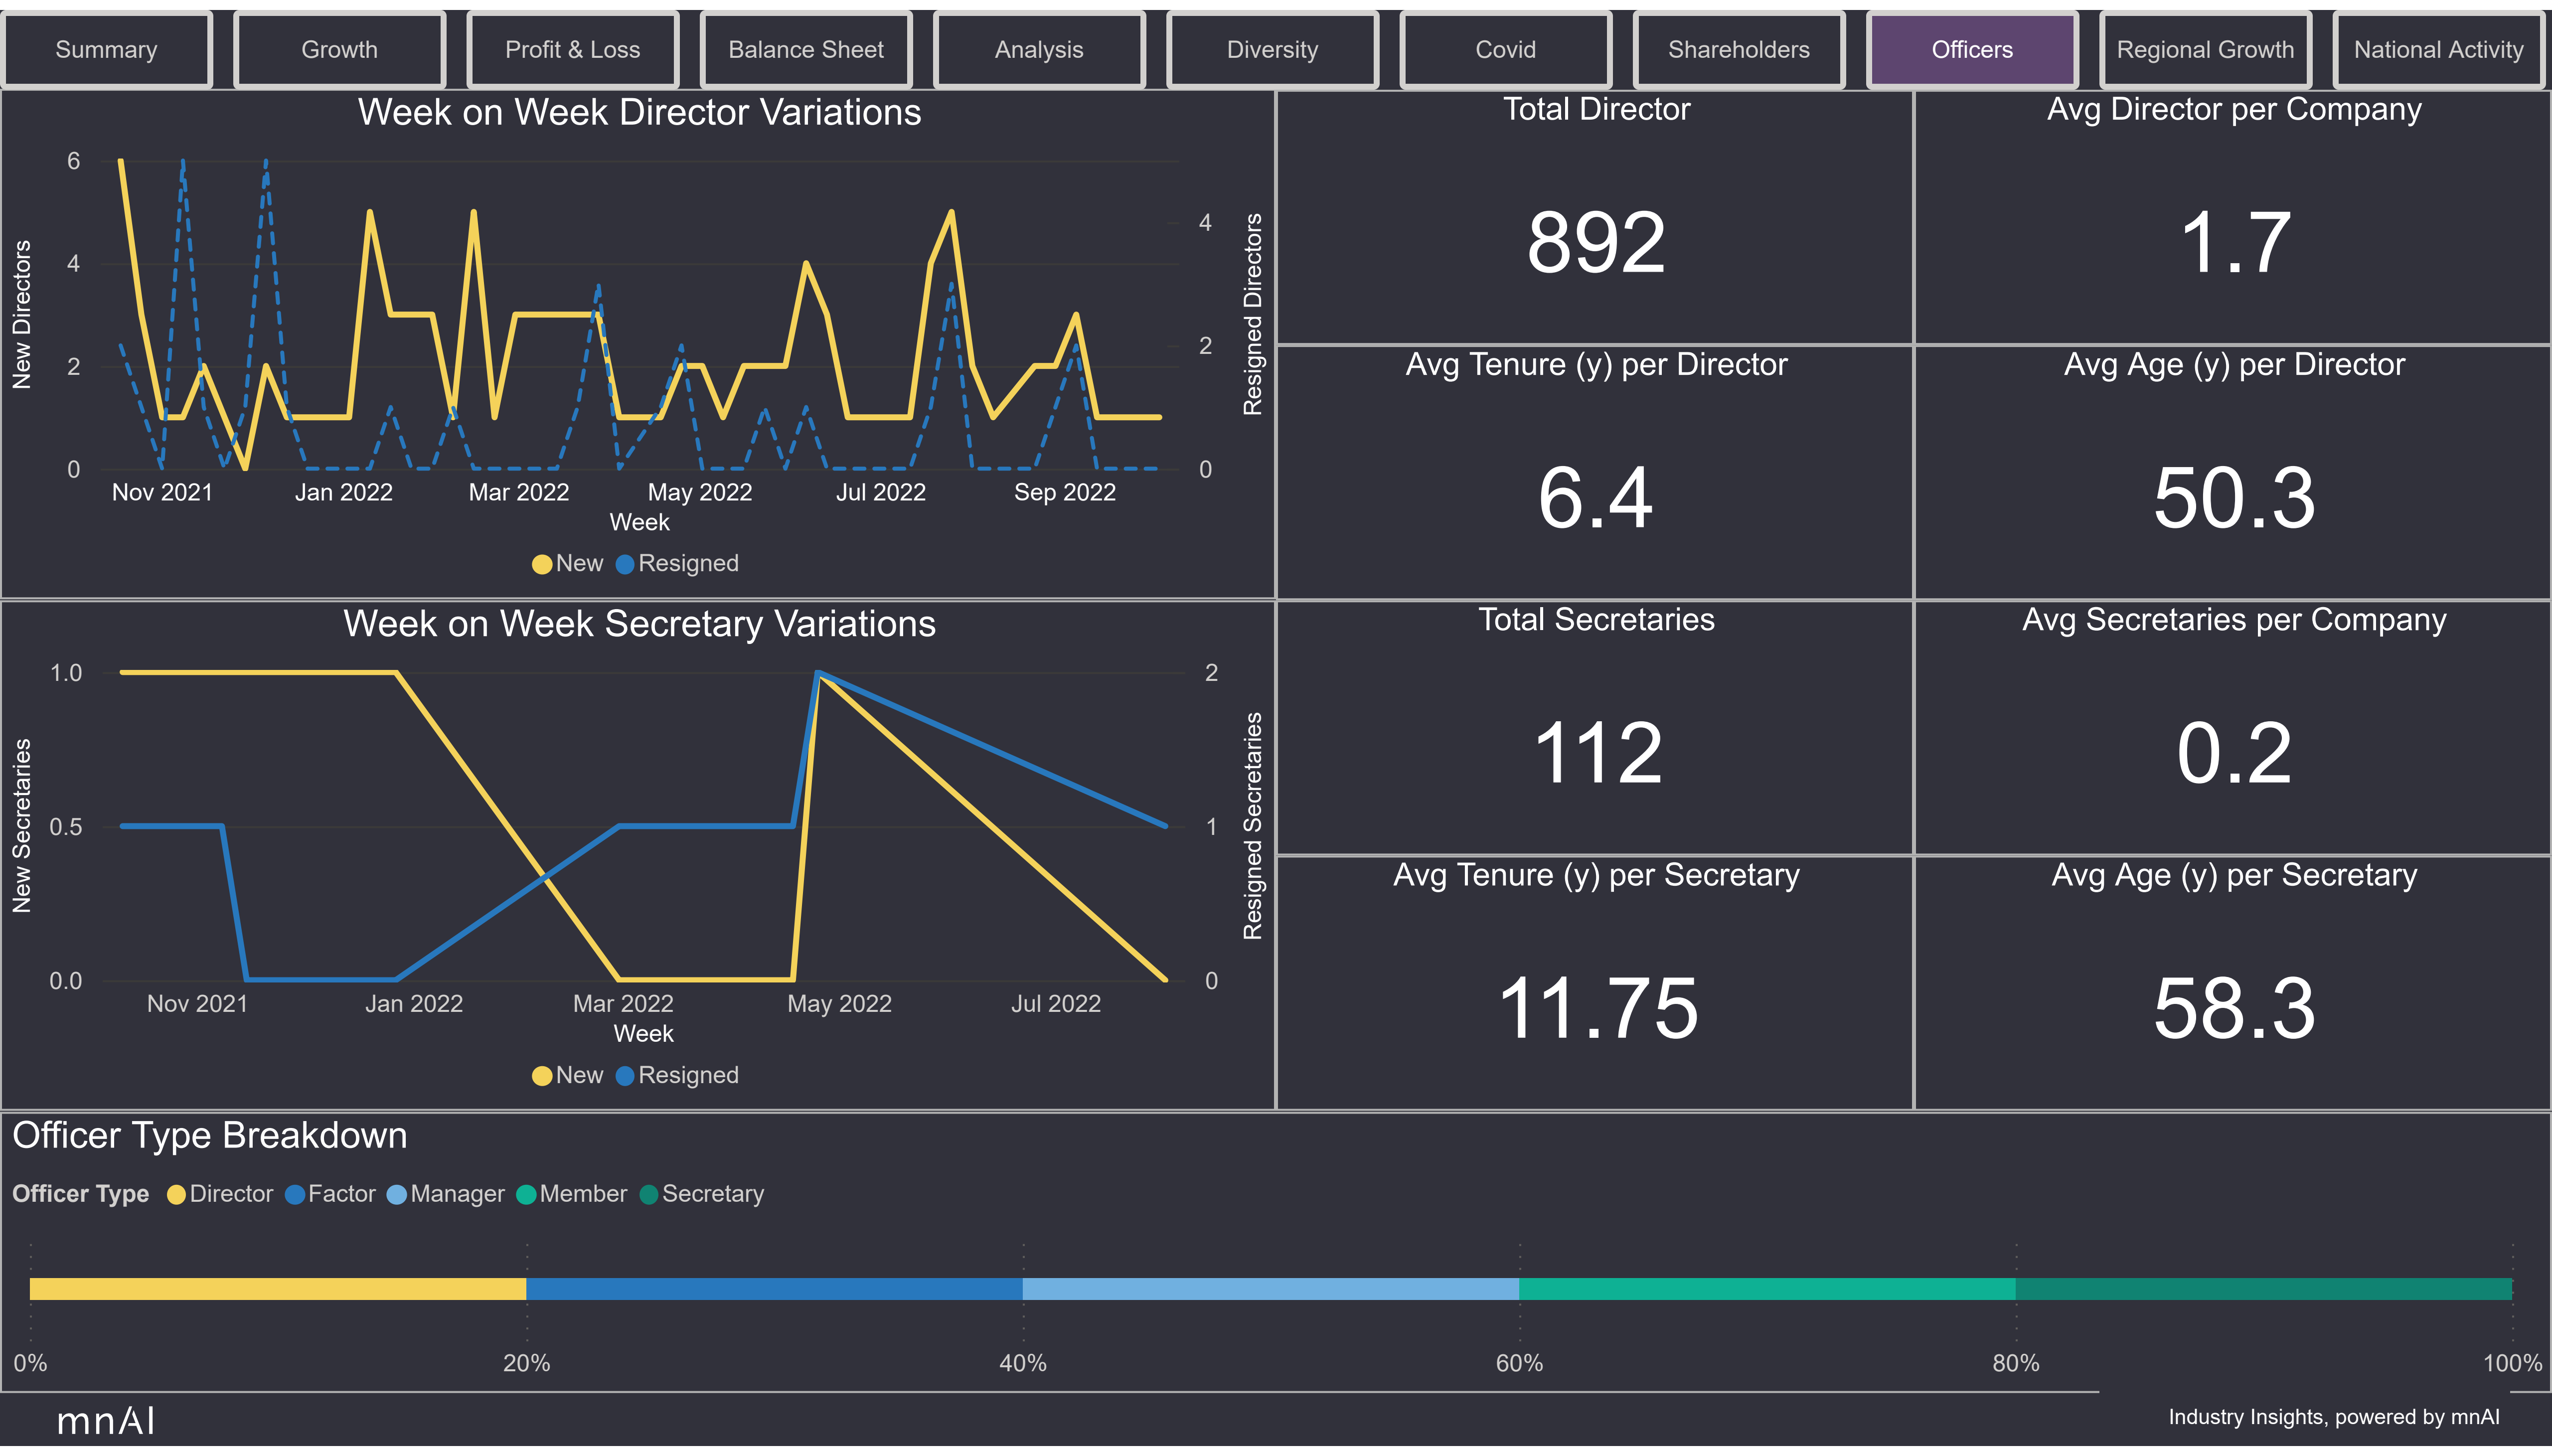 Summary
Growth
Profit & Loss
Balance Sheet
Analysis
Diversity
Covid
Shareholders
Officers
Regional Growth
National Activity
Week on Week Director Variations
New Directors
6
4
2
0
Resigned Directors
4
2
0
Nov 2021
Jan 2022
Mar 2022
May 2022
Jul 2022
Sep 2022
Week
New
Resigned
Total Director
892
Avg Director per Company
1.7
Avg Tenure (y) per Director
6.4
Avg Age (y) per Director
50.3
Week on Week Secretary Variations
New Secretaries
1.0
0.5
0.0
Resigned Secretaries
2
1
0
Nov 2021
Jan 2022
Mar 2022
May 2022
Jul 2022
Week
New
Resigned
Total Secretaries
112
Avg Secretaries per Company
0.2
Avg Tenure (y) per Secretary
11.75
Avg Age (y) per Secretary
58.3
Officer Type Breakdown
Officer Type Director Factor Manager Member Secretary
0%
20%
40%
60%
80%
100%
mnAI
Industry Insights, powered by mnAI